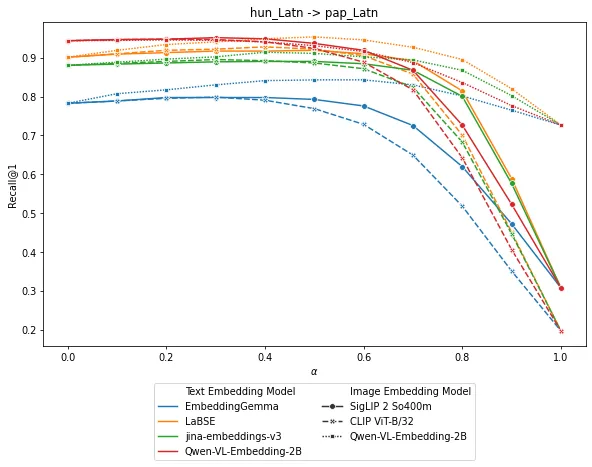 hun_Latn -> pap_Latn
Recall@1
0.9
0.8
0.7
0.6
0.5
0.4
0.3
0.2
0.0
0.2
0.4
0.6
0.8
1.0
α
Text Embedding Model
EmbeddingGemma
LaBSE
jina-embeddings-v3
Qwen-VL-Embedding-2B
Image Embedding Model
SigLIP 2 So400m
CLIP ViT-B/32
Qwen-VL-Embedding-2B